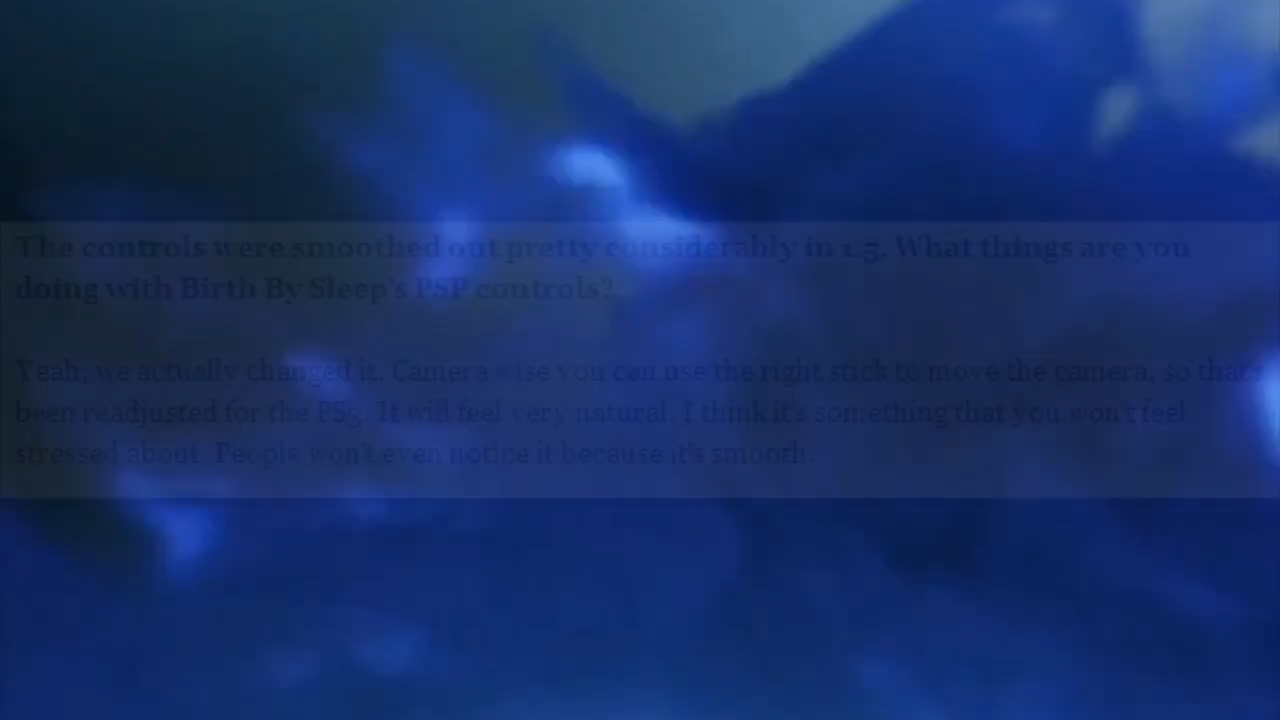 The controls were smoothed out pretty considerably in 1.5. What things are you
doing with Birth By Sleep's PSP controls?
Yeah, we actually changed it. Camera wise you can use the right stick to move the camera, so that's
been readjusted for the PS3. It will feel very natural. I think it's something that you won't feel
stressed about. People won't even notice it because it's smooth.